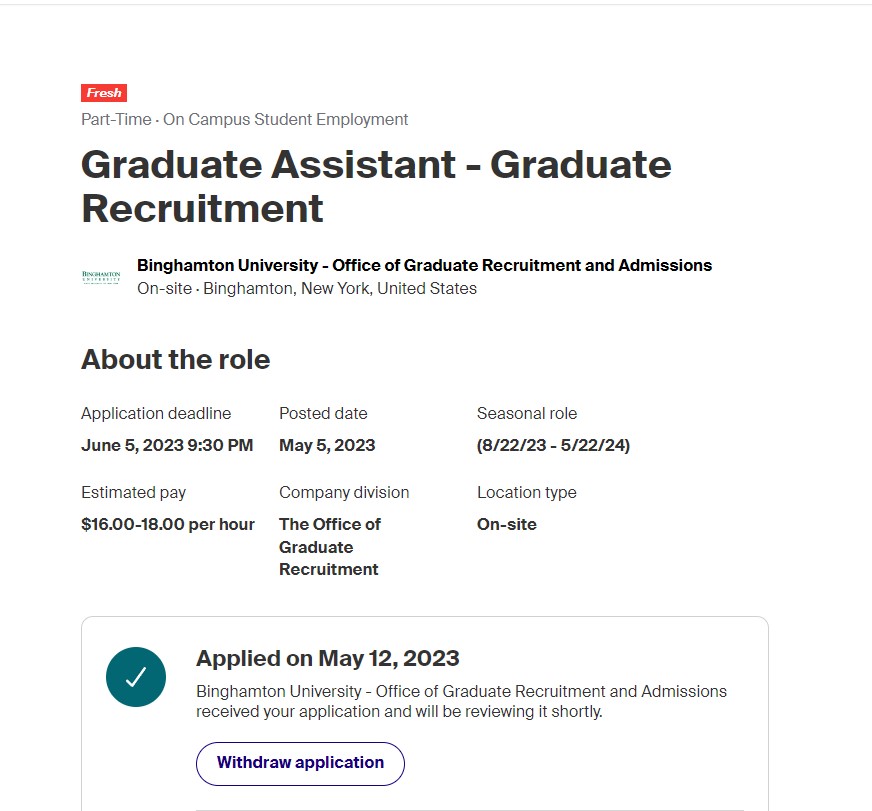 Fresh
Part-Time · On Campus Student Employment
Graduate Assistant - Graduate
Recruitment
BINGHAMTON
UNIVERSITY
Binghamton University - Office of Graduate Recruitment and Admissions
On-site · Binghamton, New York, United States
About the role
Application deadline
June 5, 2023 9:30 PM
Posted date
May 5, 2023
Seasonal role
(8/22/23 - 5/22/24)
Estimated pay
$16.00-18.00 per hour
Company division
The Office of
Graduate
Recruitment
Location type
On-site
Applied on May 12, 2023
Binghamton University - Office of Graduate Recruitment and Admissions
received your application and will be reviewing it shortly.
Withdraw application